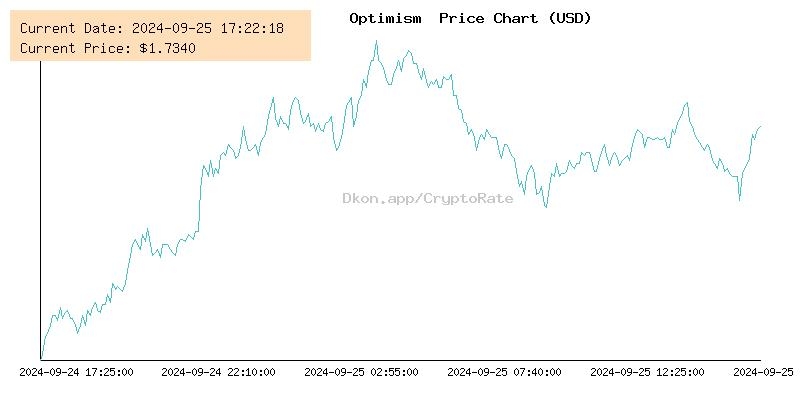 Optimism  Price Chart (USD)
Current Date: 2024-09-25 17:22:18
Current Price: $1.7340
Dkon.app/CryptoRate
2024-09-24 17:25:00 2024-09-24 22:10:00 2024-09-25 02:55:00 2024-09-25 07:40:00 2024-09-25 12:25:00 2024-09-25